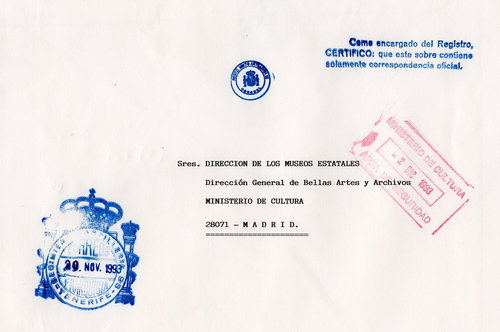 Como encargado del Registro,
CERTIFICO: que este sobre contiene
solamente correspondencia oficial.
MINISTERIO DE CULTURA
- 2 DIC 1993
Sres. DIRECCION DE LOS MUSEOS ESTATALES
Dirección General de Bellas Artes y Archivos
MINISTERIO DE CULTURA
28071 - M A D R I D.
29. NOV. 1993
TENERIFE